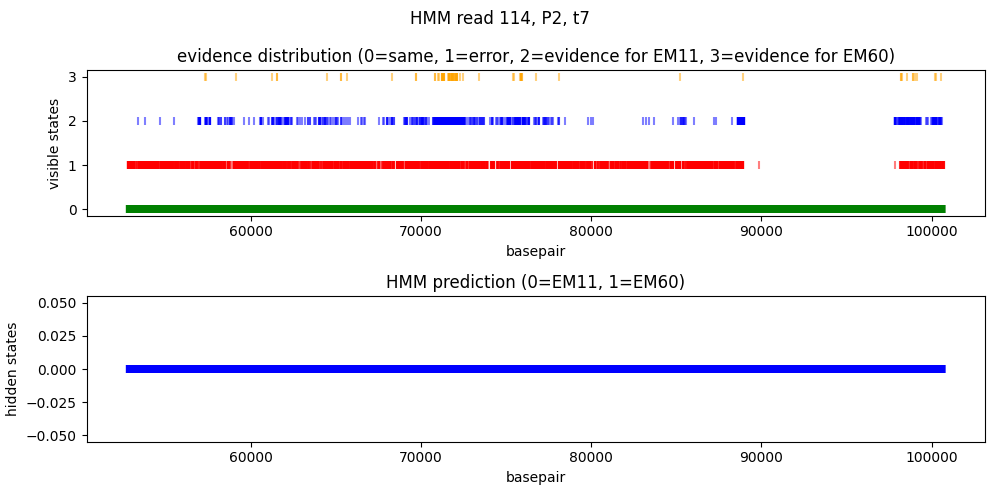 HMM read 114, P2, t7
evidence distribution (0=same, 1=error, 2=evidence for EM11, 3=evidence for EM60)
visible states
3
2
1
0
60000 70000 80000 90000 100000
basepair
HMM prediction (0=EM11, 1=EM60)
hidden states
0.050
0.025
0.000
−0.025
−0.050
60000 70000 80000 90000 100000
basepair